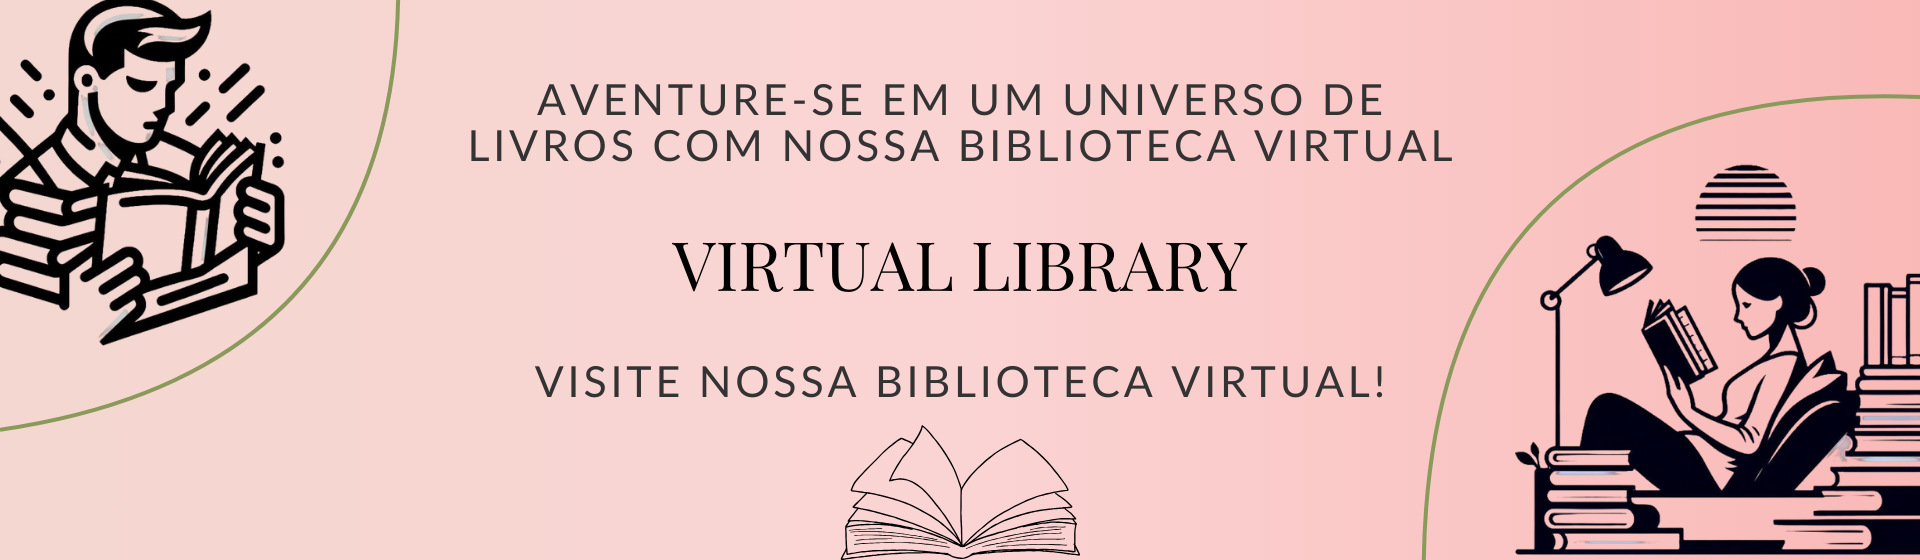 AVENTURE-SE EM UM UNIVERSO DE
LIVROS COM NOSSA BIBLIOTECA VIRTUAL
VIRTUAL LIBRARY
VISITE NOSSA BIBLIOTECA VIRTUAL!